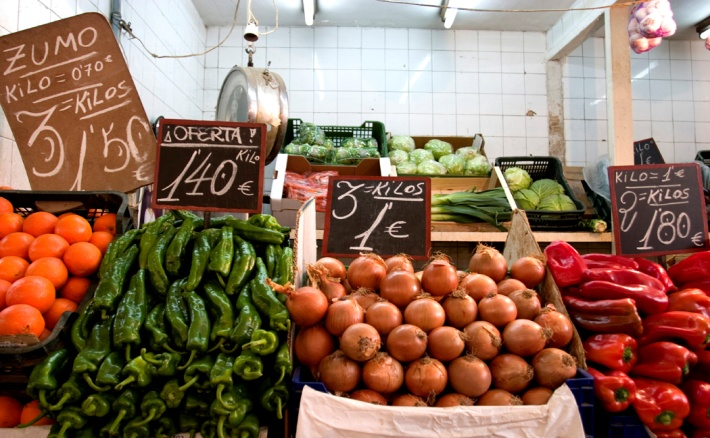 ZUMO
KILO = 0'70€
3 = KILOS
1'50
¡OFERTA!
1'40 KILO
€
3 = KILOS
1 €
KILO = 1 €
2 = KILOS
1'80 €